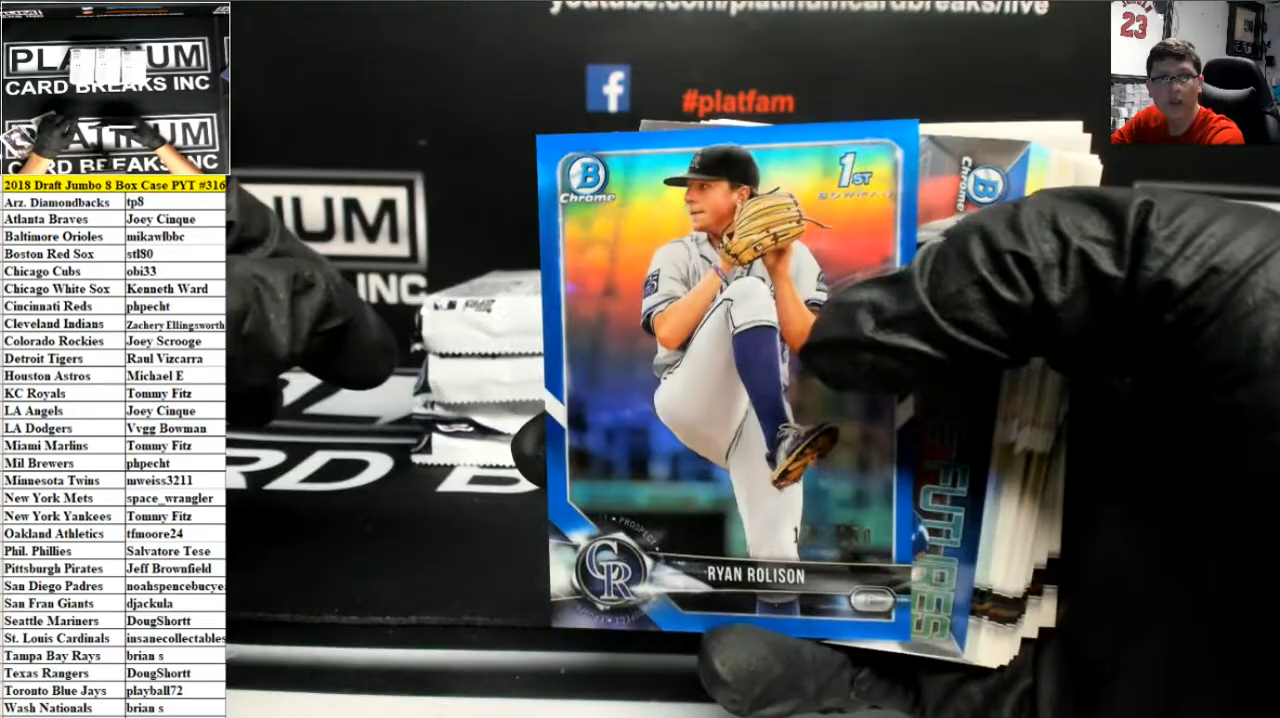 youtube.com/platinumcardbreaks/live
#platfam
23
PLATINUM
CARD BREAKS INC
PLATINUM
CARD BREAKS INC
2018 Draft Jumbo 8 Box Case PYT #316
Arz. Diamondbacks tp8
Atlanta Braves Joey Cinque
Baltimore Orioles mikawlbbc
Boston Red Sox stl80
Chicago Cubs obi33
Chicago White Sox Kenneth Ward
Cincinnati Reds phpecht
Cleveland Indians Zachery Ellingsworth
Colorado Rockies Joey Scrooge
Detroit Tigers Raul Vizcarra
Houston Astros Michael E
KC Royals Tommy Fitz
LA Angels Joey Cinque
LA Dodgers Vvgg Bowman
Miami Marlins Tommy Fitz
Mil Brewers phpecht
Minnesota Twins mweiss3211
New York Mets space_wrangler
New York Yankees Tommy Fitz
Oakland Athletics tfmoore24
Phil. Phillies Salvatore Tese
Pittsburgh Pirates Jeff Brownfield
San Diego Padres noahspencebucye
San Fran Giants djackula
Seattle Mariners DougShortt
St. Louis Cardinals insanecollectables
Tampa Bay Rays brian s
Texas Rangers DougShortt
Toronto Blue Jays playball72
Wash Nationals brian s
NIUM
INC
RD B
B
Chrome
1ST
BOWMAN
CR
RYAN ROLISON
B
Chrome
FUTURES